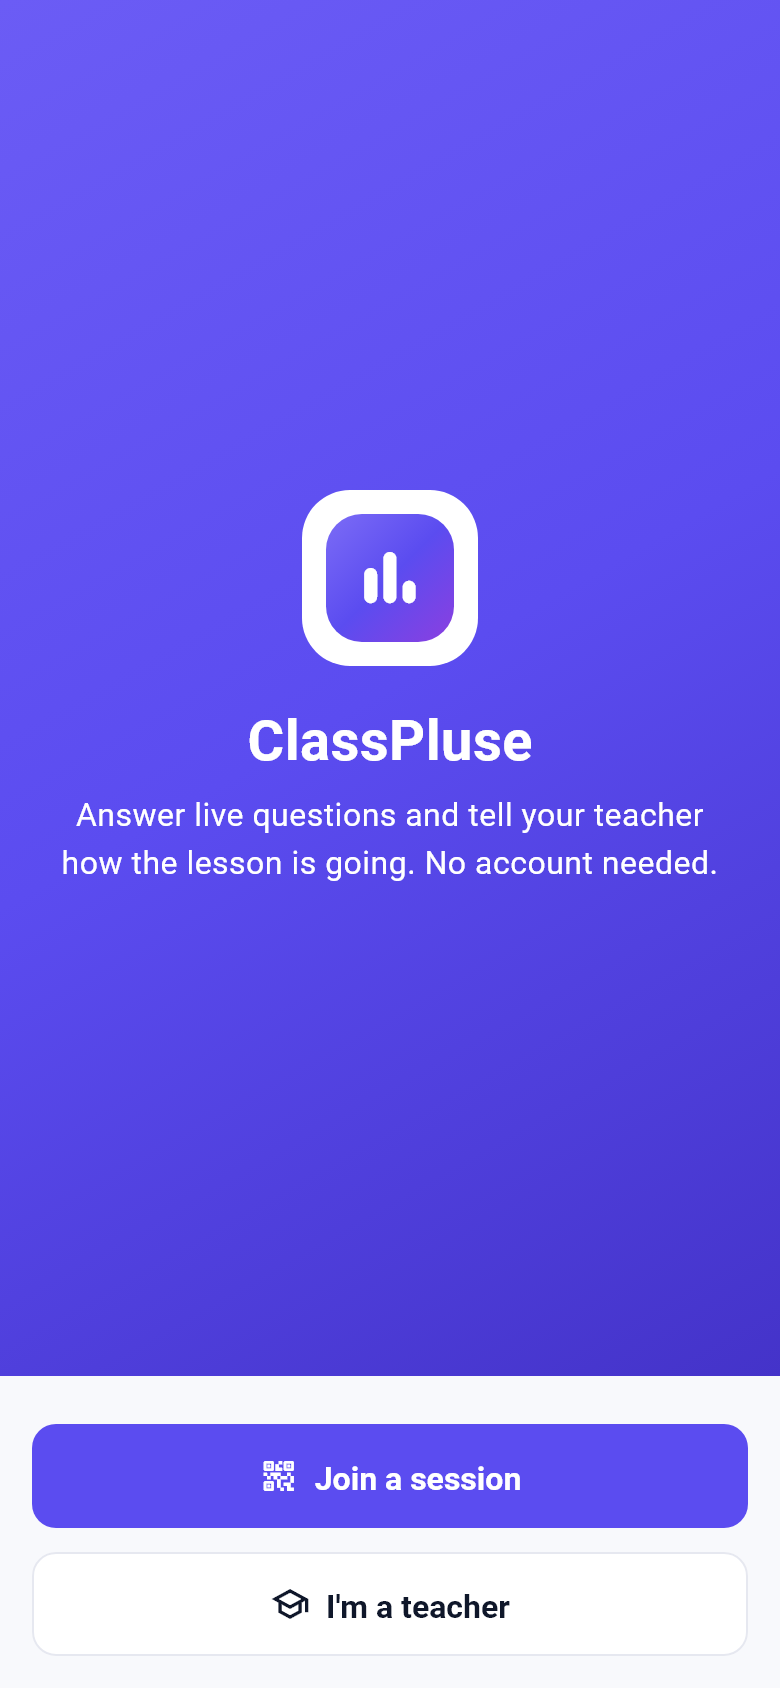 ClassPluse
Answer live questions and tell your teacher
how the lesson is going. No account needed.
Join a session
I'm a teacher